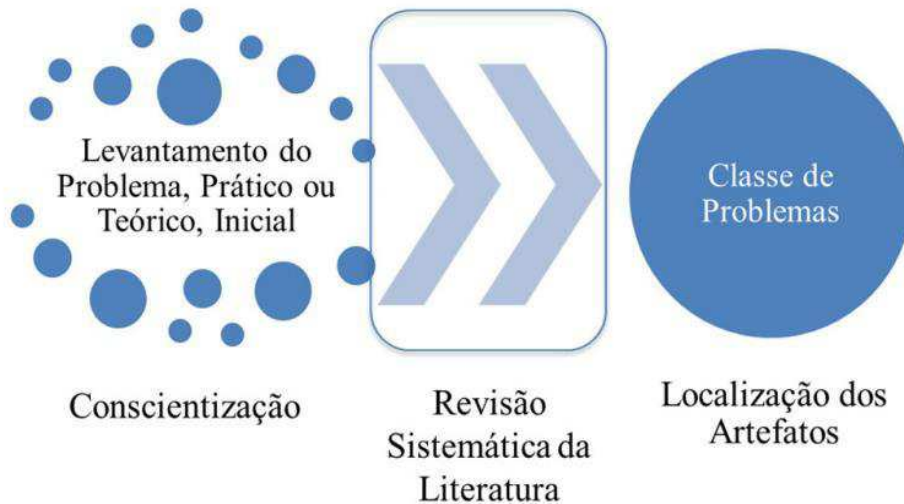 Levantamento do
Problema, Prático ou
Teórico, Inicial
Classe de
Problemas
Conscientização
Revisão
Sistemática da
Literatura
Localização dos
Artefatos